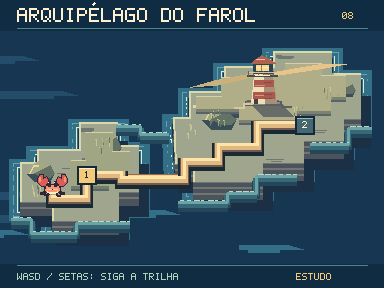 ARQUIPÉLAGO DO FAROL
08
2
1
WASD / SETAS: SIGA A TRILHA
ESTUDO